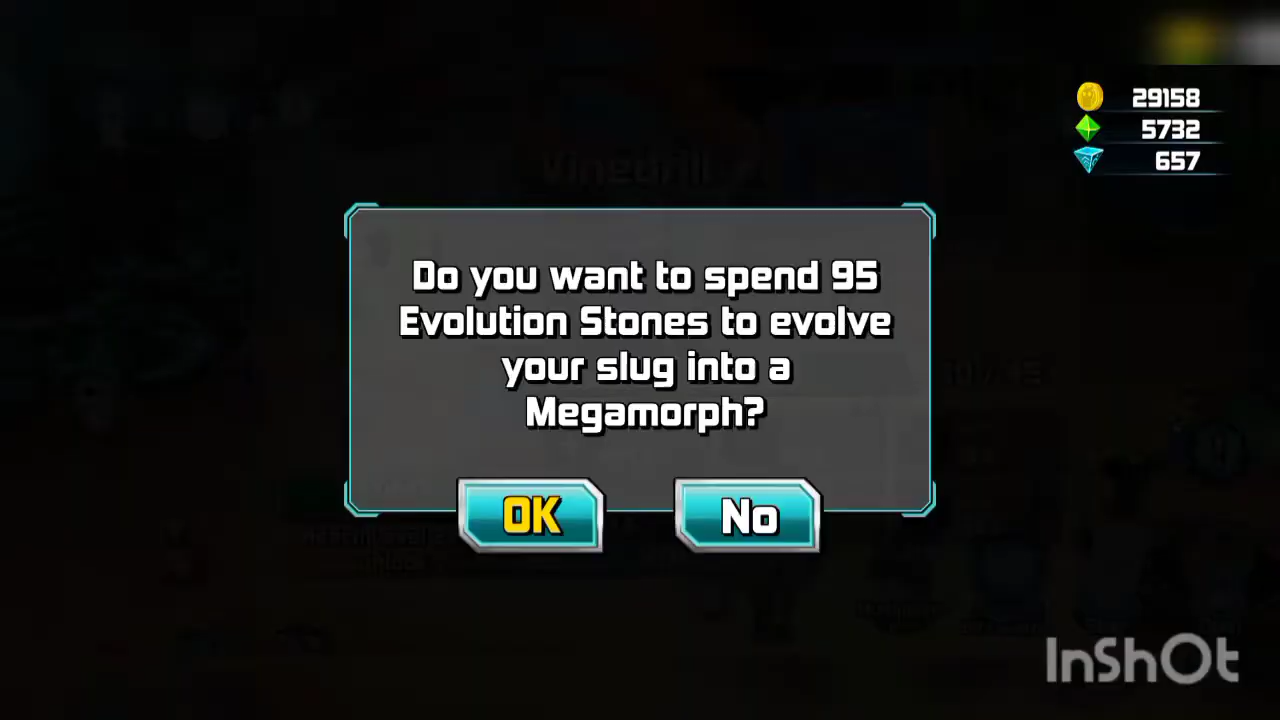 29158
5732
657
Do you want to spend 95
Evolution Stones to evolve
your slug into a
Megamorph?
OK
No
InShOt